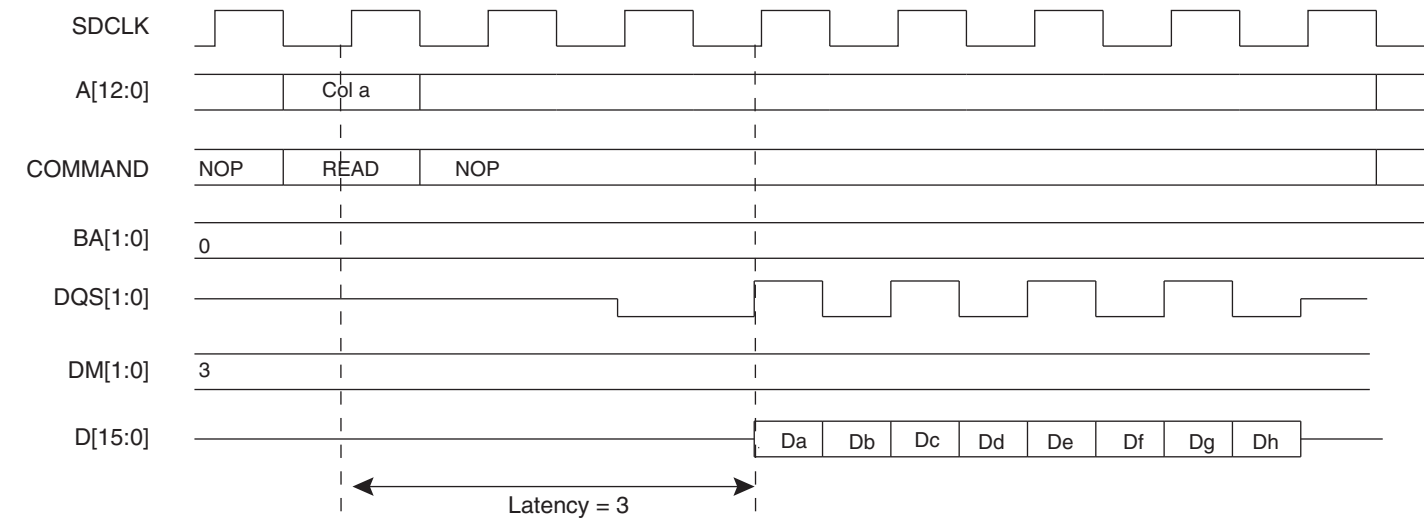 SDCLK
A[12:0] Col a
COMMAND NOP READ NOP
BA[1:0] 0
DQS[1:0]
DM[1:0] 3
D[15:0] Da Db Dc Dd De Df Dg Dh
Latency = 3